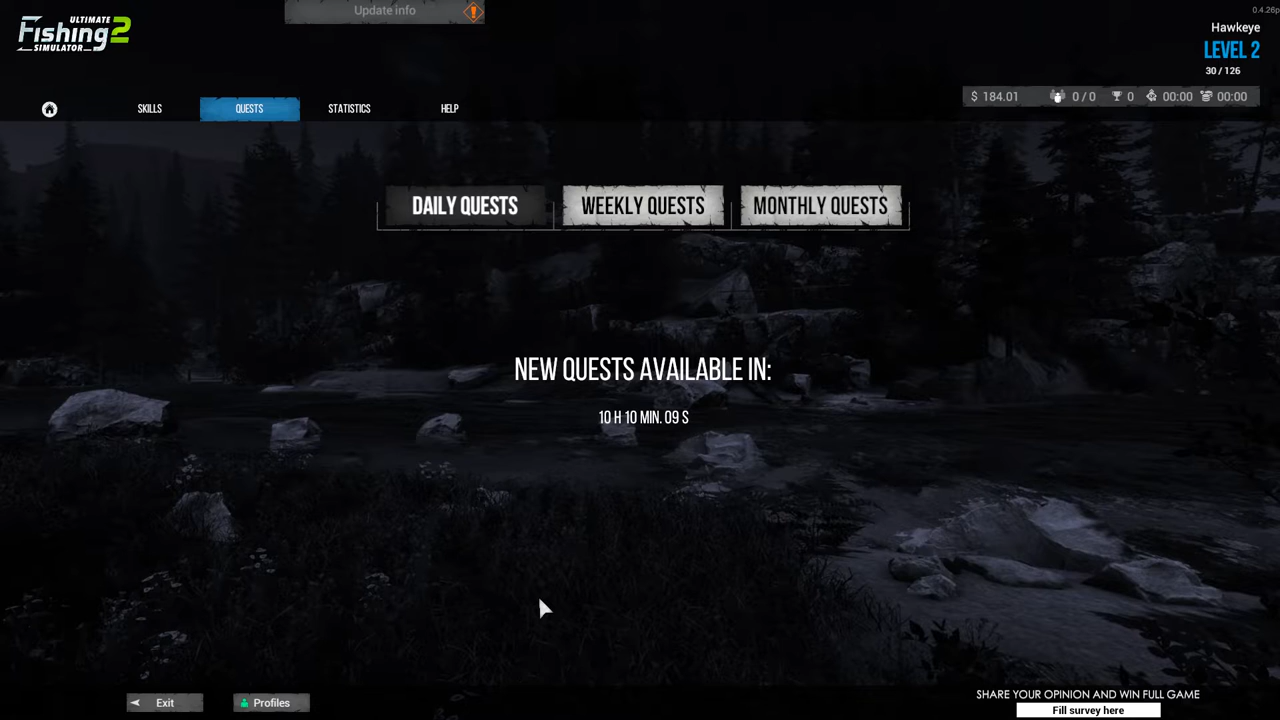 Update info
0.4.26p
ULTIMATE
Fishing 2
SIMULATOR
Hawkeye
LEVEL 2
30 / 126
SKILLS
QUESTS
STATISTICS
HELP
$ 184.01
0 / 0
0
00:00
00:00
DAILY QUESTS
WEEKLY QUESTS
MONTHLY QUESTS
NEW QUESTS AVAILABLE IN:
10 H 10 MIN. 09 S
Exit
Profiles
SHARE YOUR OPINION AND WIN FULL GAME
Fill survey here